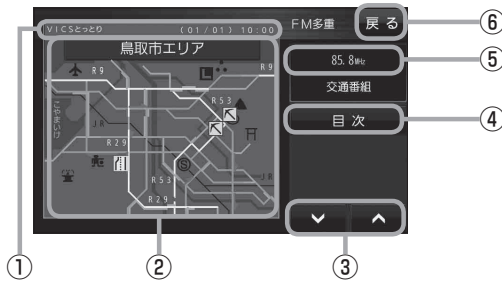 VICSとっとり (01/01) 10:00 FM多重 戻る ⑥
① 鳥取市エリア
85.8MHz ⑤
R9 R9
交通番組
R53
目次 ④
JR
R29
JR
R53
R29
① ② ③